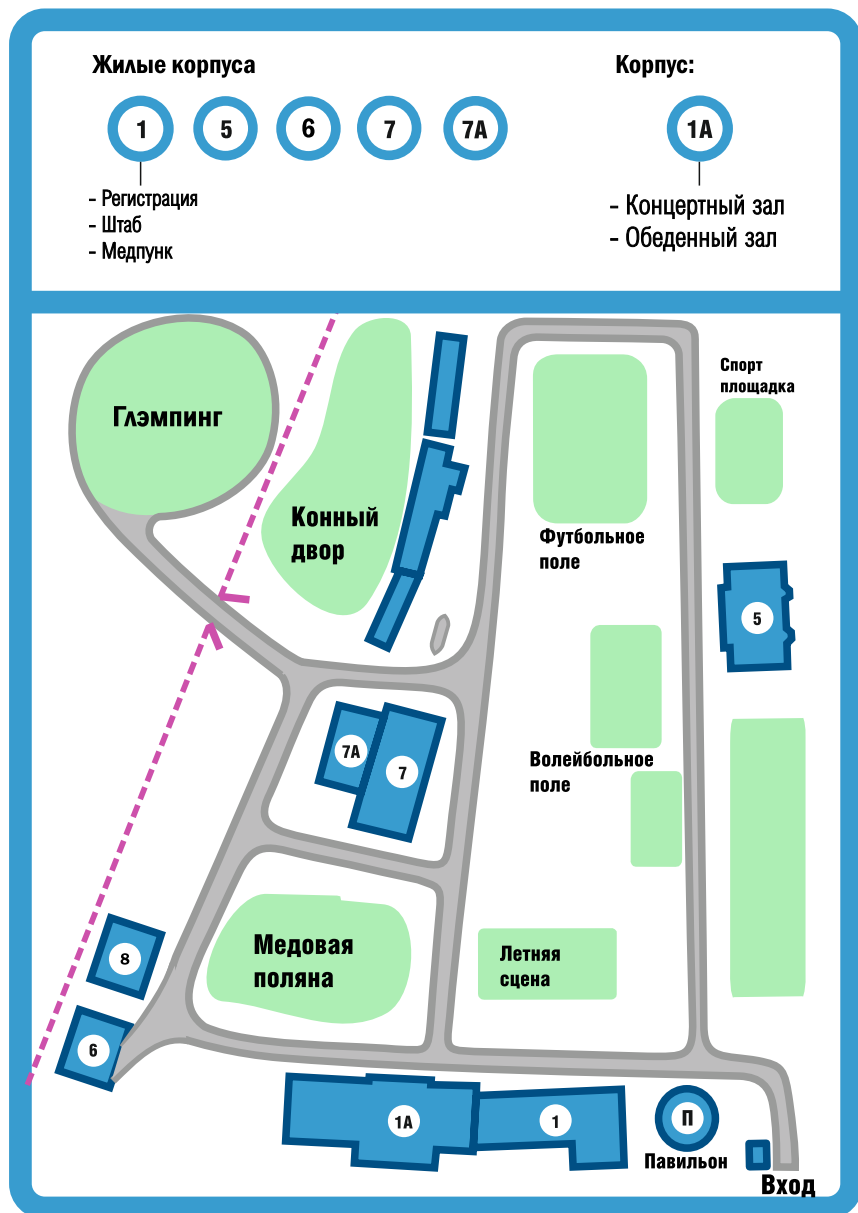 Жилые корпуса
Корпус:
1
5
6
7
7А
1А
- Регистрация
- Штаб
- Медпунк
- Концертный зал
- Обеденный зал
Глэмпинг
Спорт
площадка
Конный
двор
Футбольное
поле
5
7А
7
Волейбольное
поле
Медовая
поляна
Летняя
сцена
8
6
1А
1
П
Павильон
Вход